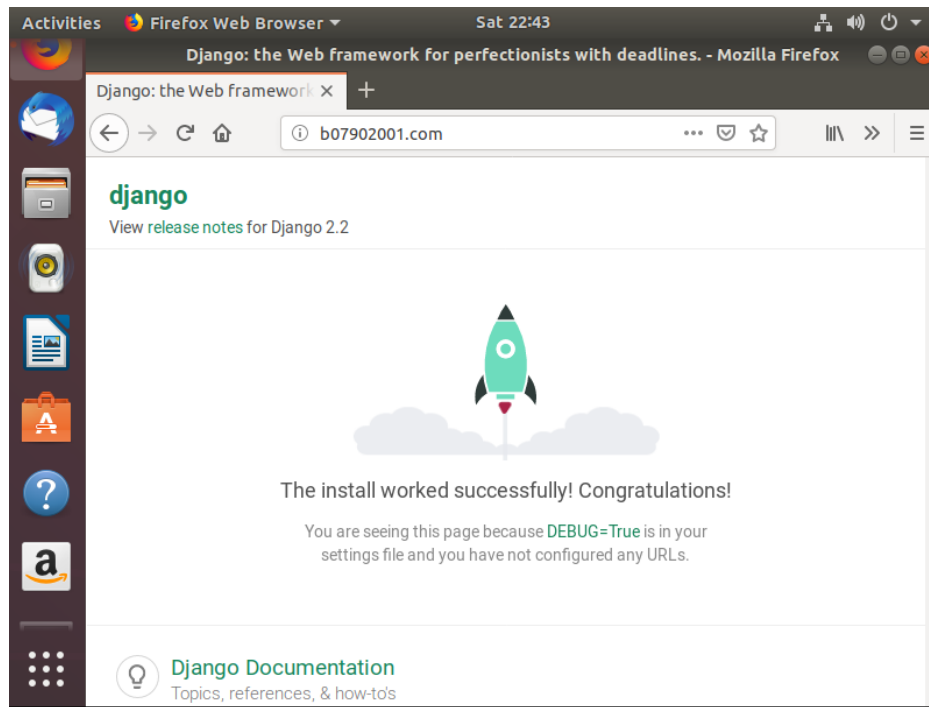 Activities Firefox Web Browser Sat 22:43
Django: the Web framework for perfectionists with deadlines. - Mozilla Firefox
Django: the Web framework
b07902001.com
django
View release notes for Django 2.2
The install worked successfully! Congratulations!
You are seeing this page because DEBUG=True is in your
settings file and you have not configured any URLs.
Django Documentation
Topics, references, & how-to's